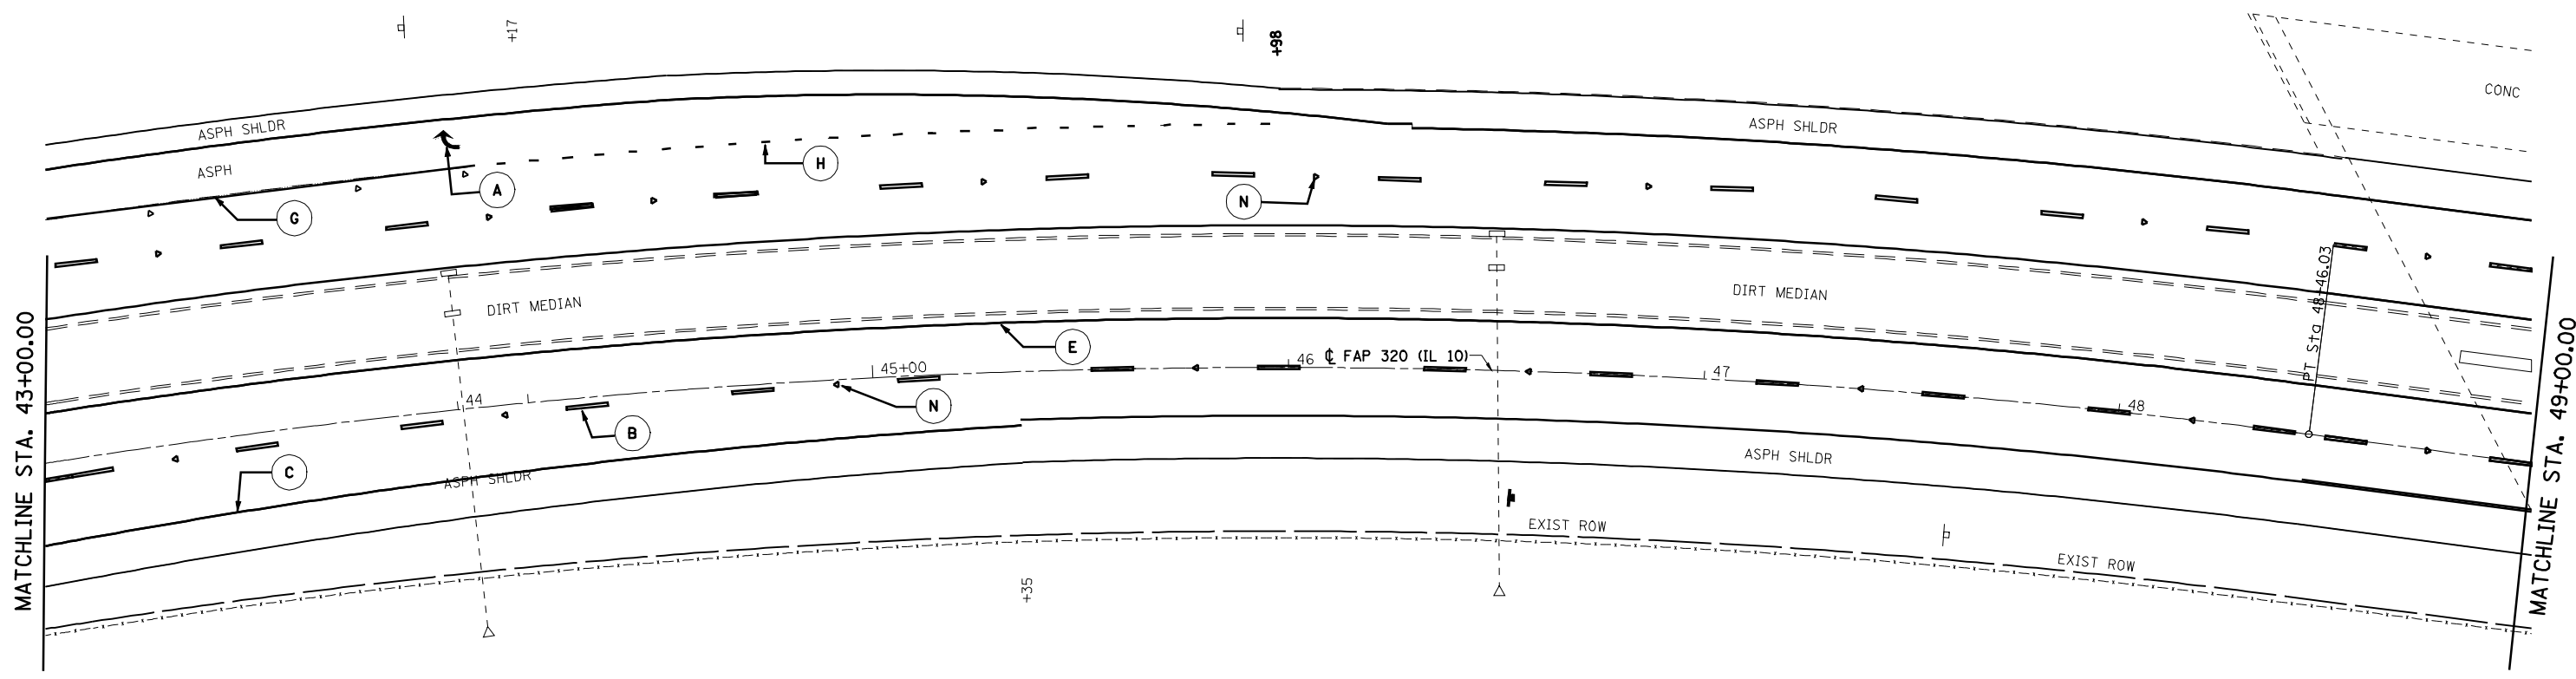 +17
+98
CONC
ASPH SHLDR
ASPH SHLDR
ASPH
H
A
N
G
DIRT MEDIAN
DIRT MEDIAN
PT Sta 48+46.03
E
45+00
46
℄ FAP 320 (IL 10)
47
44
N
48
B
C
ASPH SHLDR
ASPH SHLDR
EXIST ROW
EXIST ROW
+35
MATCHLINE STA. 43+00.00
MATCHLINE STA. 49+00.00